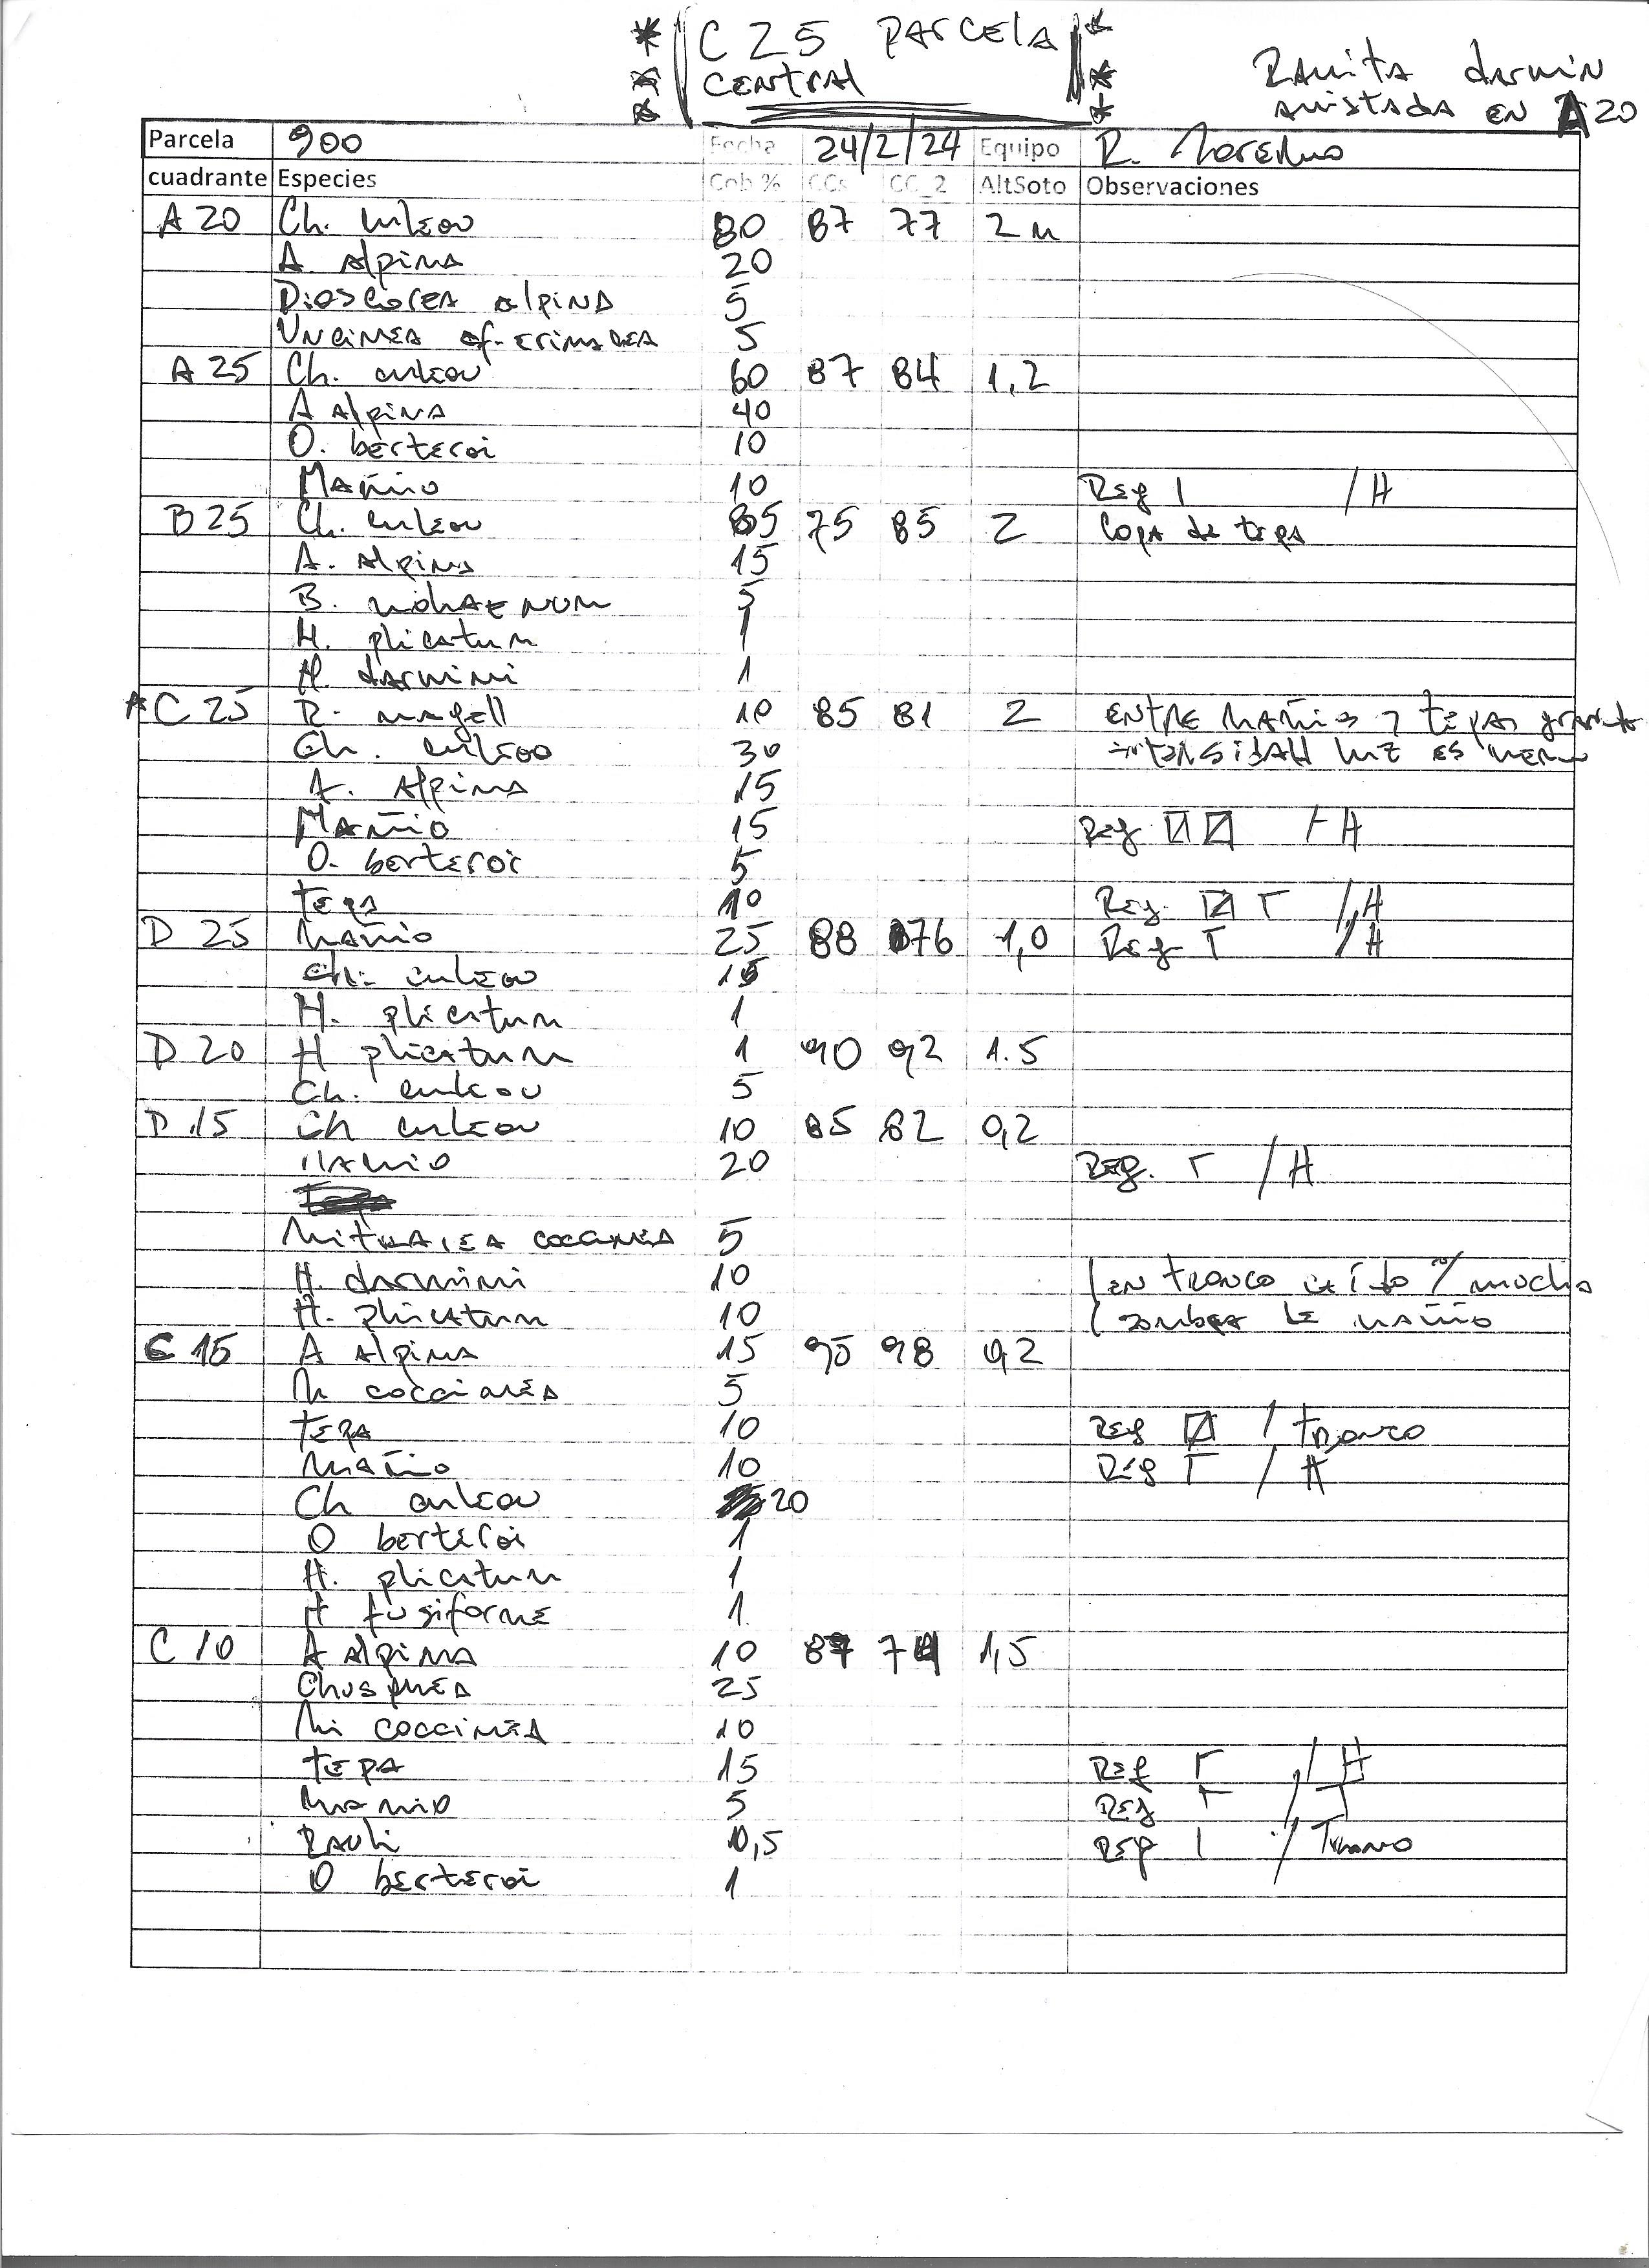 C 25 PARCELA
CENTRAL
Ranita darwin
avistada EN A20
Parcela 900 Fecha 24/2/24 Equipo R. Moreno
cuadrante Especies Cob % CCs CC_2 AltSoto Observaciones
A 20 Ch. culeou 80 87 77 2 m
A. alpina 20
Dioscorea alpina 5
Uncinea 5
A 25 Ch. culeou 60 87 84 1,2
A alpina 40
O. berteroi 10
Mañio 10 Reg 1 / H
B 25 Ch. culeou 85 75 85 2 Copa de tepa
A. alpina 15
B. 5
H. plicatum 1
H. darwini 1
* C 25 R. magell 10 85 81 2 ENTRE Mañios y tepas
Ch. culeou 30 intensidad luz es menor
A. Alpina 15
Mañio 15 Reg / H
O. berteroi 5
tepa 10 Reg. / H
D 25 Mañio 25 88 76 1,0 Reg / H
Ch. culeou 15
H. plicatum 1
D 20 H plicatum 1 90 92 1.5
Ch. culeou 5
D 15 Ch culeou 10 85 82 0,2
Mañio 20 Reg. / H
Mitraria coccinea 5
H. darwini 10 en tronco caído % mucha
H. plicatum 10 sombra de mañio
C 15 A alpina 15 95 98 0,2
M coccinea 5
tepa 10 Reg / tronco
Mañio 10 Reg / H
Ch culeou 20
O berteroi 1
H. plicatum 1
H fusiforme 1
C 10 A alpina 10 87 74 1,5
Chusquea 25
Mi coccinea 10
tepa 15 Reg / H
Mañio 5 Reg / T
Rauli 0,5 Reg 1 / Tronco
O berteroi 1